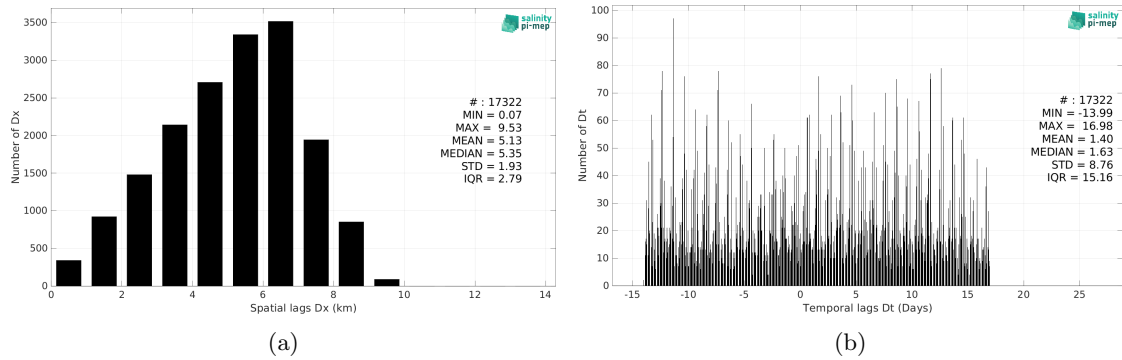 3500
3000
2500
2000
1500
1000
500
0
Number of Dx
0 2 4 6 8 10 12 14
Spatial lags Dx (km)
salinity
pi-mep
# : 17322
MIN = 0.07
MAX = 9.53
MEAN = 5.13
MEDIAN = 5.35
STD = 1.93
IQR = 2.79
(a)
100
90
80
70
60
50
40
30
20
10
0
Number of Dt
-15 -10 -5 0 5 10 15 20 25
Temporal lags Dt (Days)
salinity
pi-mep
# : 17322
MIN = -13.99
MAX = 16.98
MEAN = 1.40
MEDIAN = 1.63
STD = 8.76
IQR = 15.16
(b)